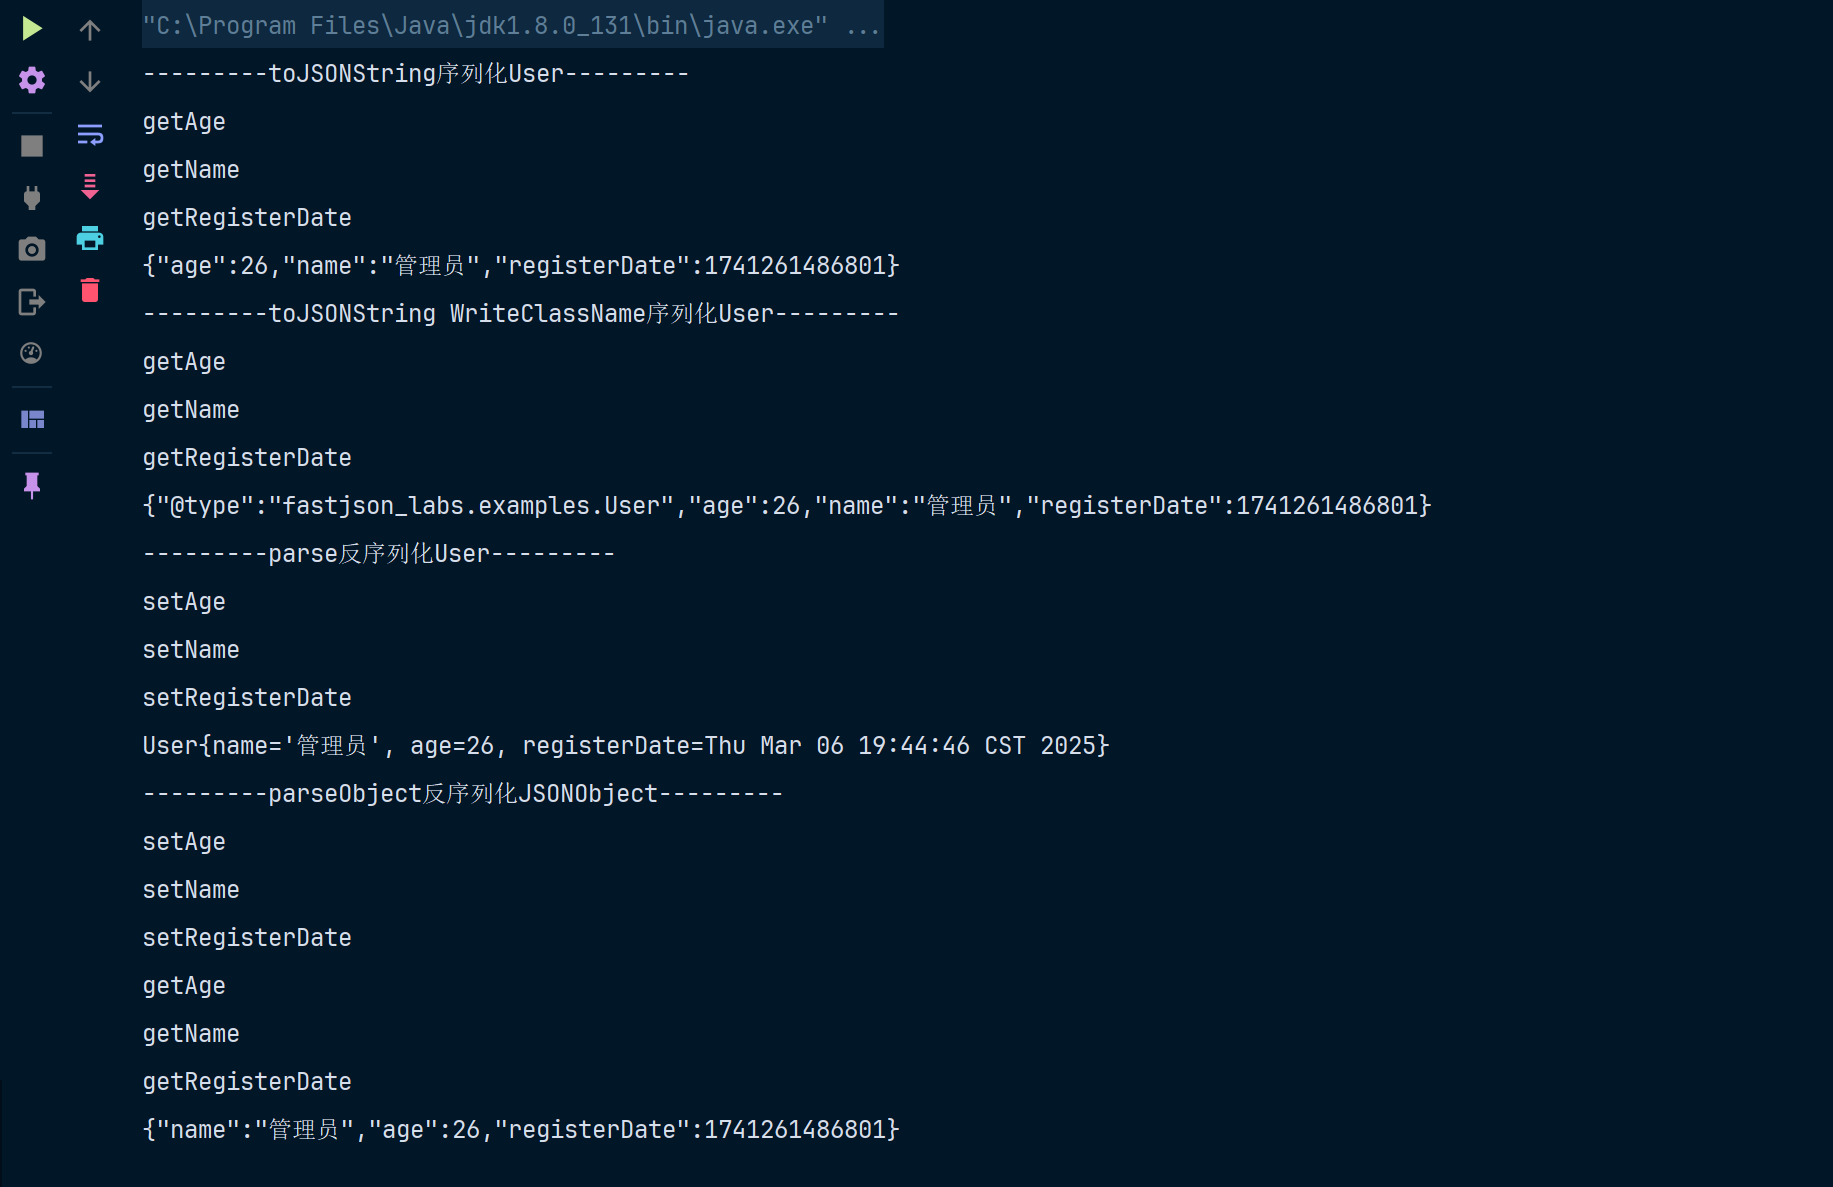 "C:\Program Files\Java\jdk1.8.0_131\bin\java.exe" ...
---------toJSONString序列化User---------
getAge
getName
getRegisterDate
{"age":26,"name":"管理员","registerDate":1741261486801}
---------toJSONString WriteClassName序列化User---------
getAge
getName
getRegisterDate
{"@type":"fastjson_labs.examples.User","age":26,"name":"管理员","registerDate":1741261486801}
---------parse反序列化User---------
setAge
setName
setRegisterDate
User{name='管理员', age=26, registerDate=Thu Mar 06 19:44:46 CST 2025}
---------parseObject反序列化JSONObject---------
setAge
setName
setRegisterDate
getAge
getName
getRegisterDate
{"name":"管理员","age":26,"registerDate":1741261486801}